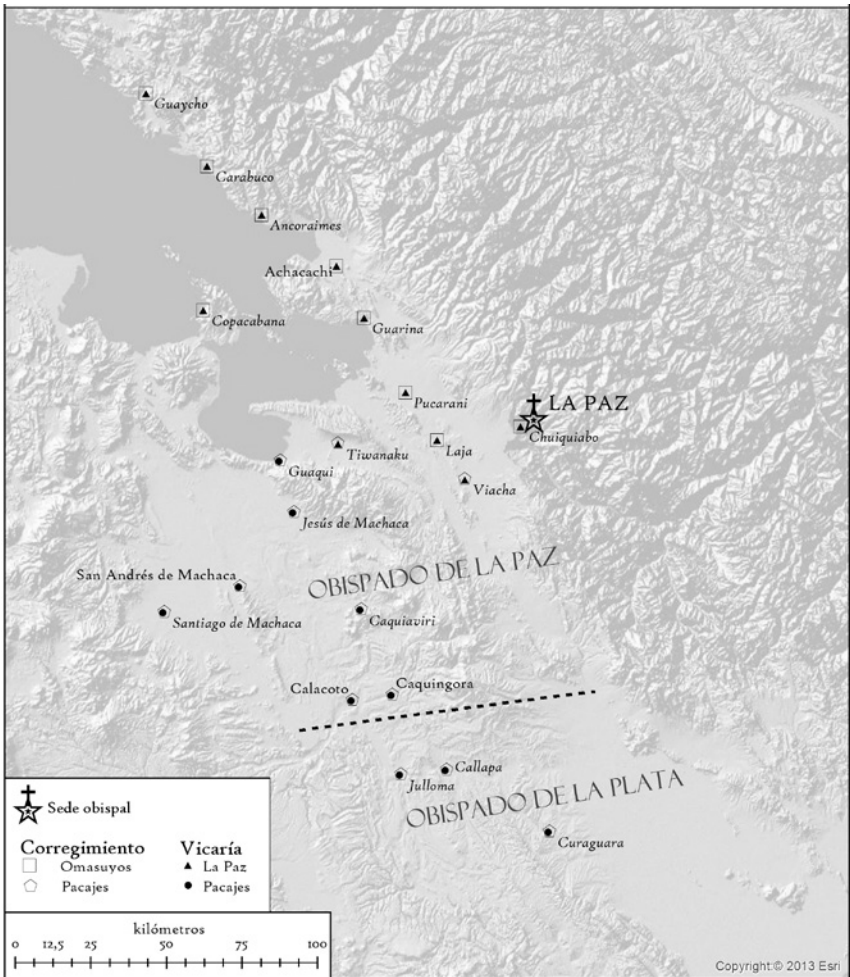 Guaycho
Carabuco
Ancoraimes
Achacachi
Copacabana
Guarina
Pucarani
LA PAZ
Chuiquiabo
Laja
Tiwanaku
Guaqui
Viacha
Jesús de Machaca
OBISPADO DE LA PAZ
San Andrés de Machaca
Santiago de Machaca
Caquiaviri
Calacoto
Caquingora
Callapa
Julloma
OBISPADO DE LA PLATA
Curaguara
Sede obispal
Corregimiento Vicaría
Omasuyos La Paz
Pacajes Pacajes
kilómetros
0 12,5 25 50 75 100
Copyright:© 2013 Esri